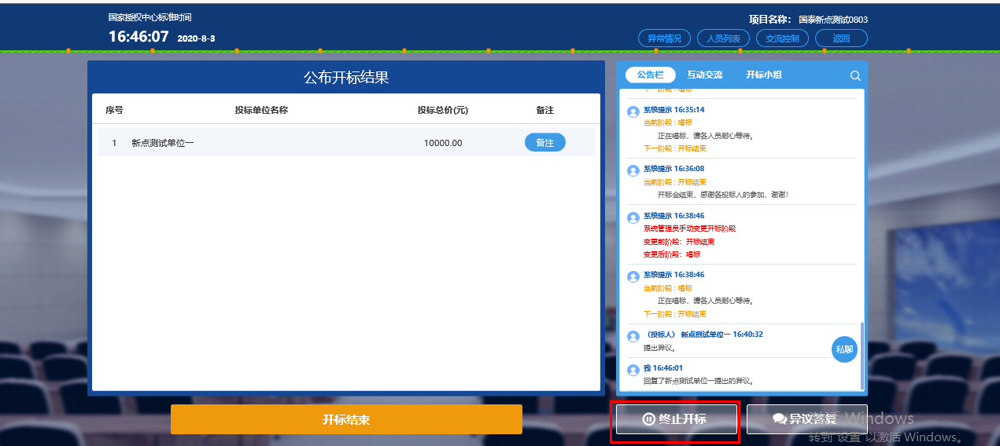 国家授权中心标准时间
16:46:07 2020-8-3
项目名称： 国泰新点测试0803
异常情况 人员列表 交流控制 返回
公布开标结果
序号 投标单位名称 投标总价(元) 备注
1 新点测试单位一 10000.00 备注
开标结束
公告栏 互动交流 开标小组
下一阶段 : 唱标
系统提示 16:35:14
当前阶段 : 唱标
正在唱标，请各人员耐心等待。
下一阶段 : 开标结束
系统提示 16:36:08
当前阶段 : 开标结束
开标会结束，感谢各投标人的参加，谢谢！
系统提示 16:38:46
系统管理员手动变更开标阶段
变更前阶段：开标结束
变更后阶段：唱标
系统提示 16:38:46
当前阶段 : 唱标
正在唱标，请各人员耐心等待。
下一阶段 : 开标结束
（投标人） 新点测试单位一 16:40:32
提出异议。
私聊
我 16:46:01
回复了新点测试单位一提出的异议。
终止开标 异议答复
激活 Windows
转到"设置"以激活 Windows。